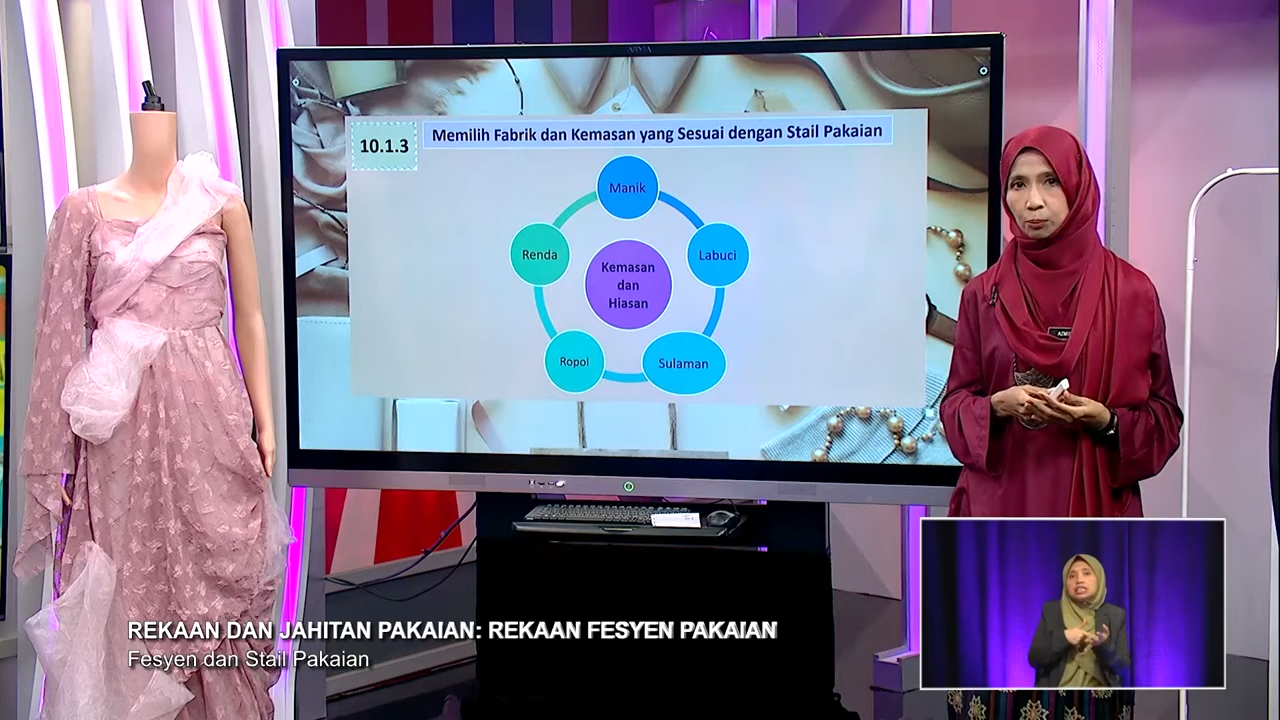 10.1.3
Memilih Fabrik dan Kemasan yang Sesuai dengan Stail Pakaian
Manik
Renda
Labuci
Kemasan
dan
Hiasan
Ropol
Sulaman
REKAAN DAN JAHITAN PAKAIAN: REKAAN FESYEN PAKAIAN
Fesyen dan Stail Pakaian